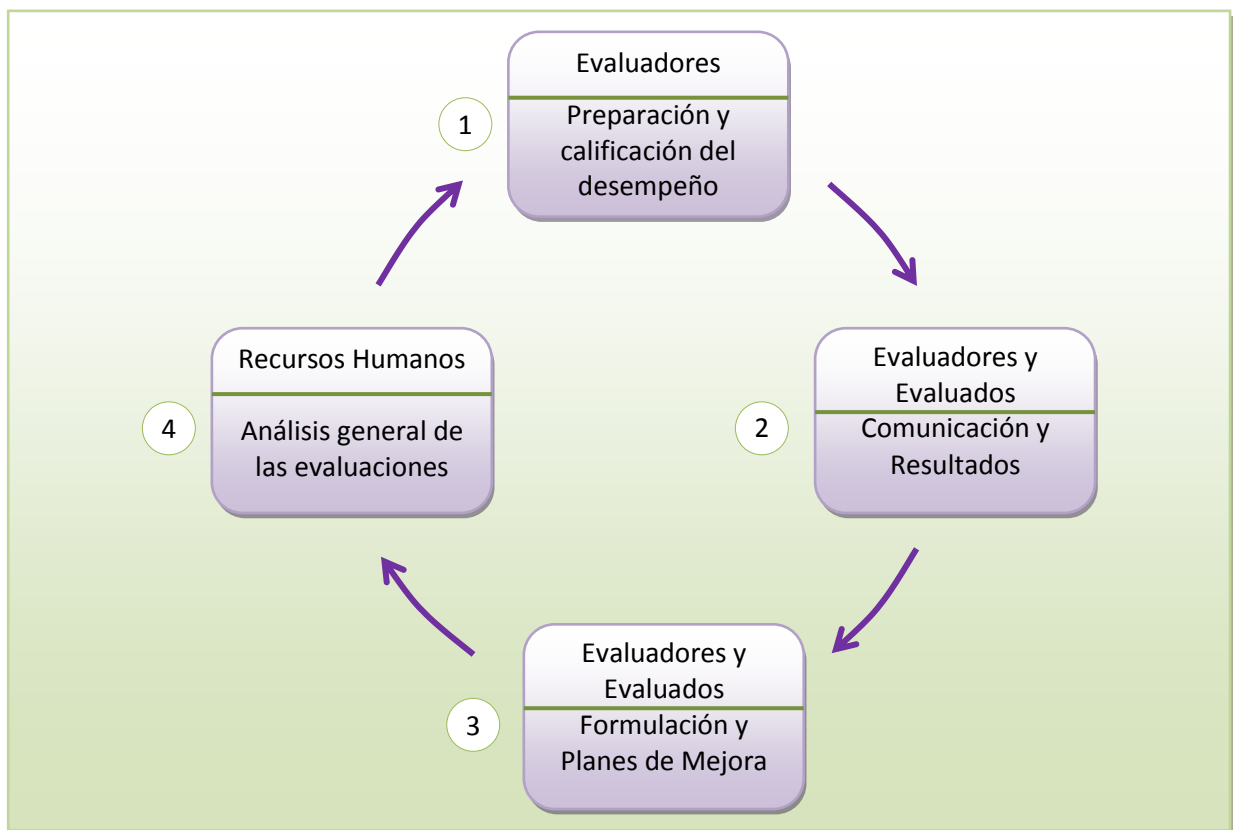 1
Evaluadores
Preparación y
calificación del
desempeño
2
Evaluadores y
Evaluados
Comunicación y
Resultados
3
Evaluadores y
Evaluados
Formulación y
Planes de Mejora
4
Recursos Humanos
Análisis general de
las evaluaciones